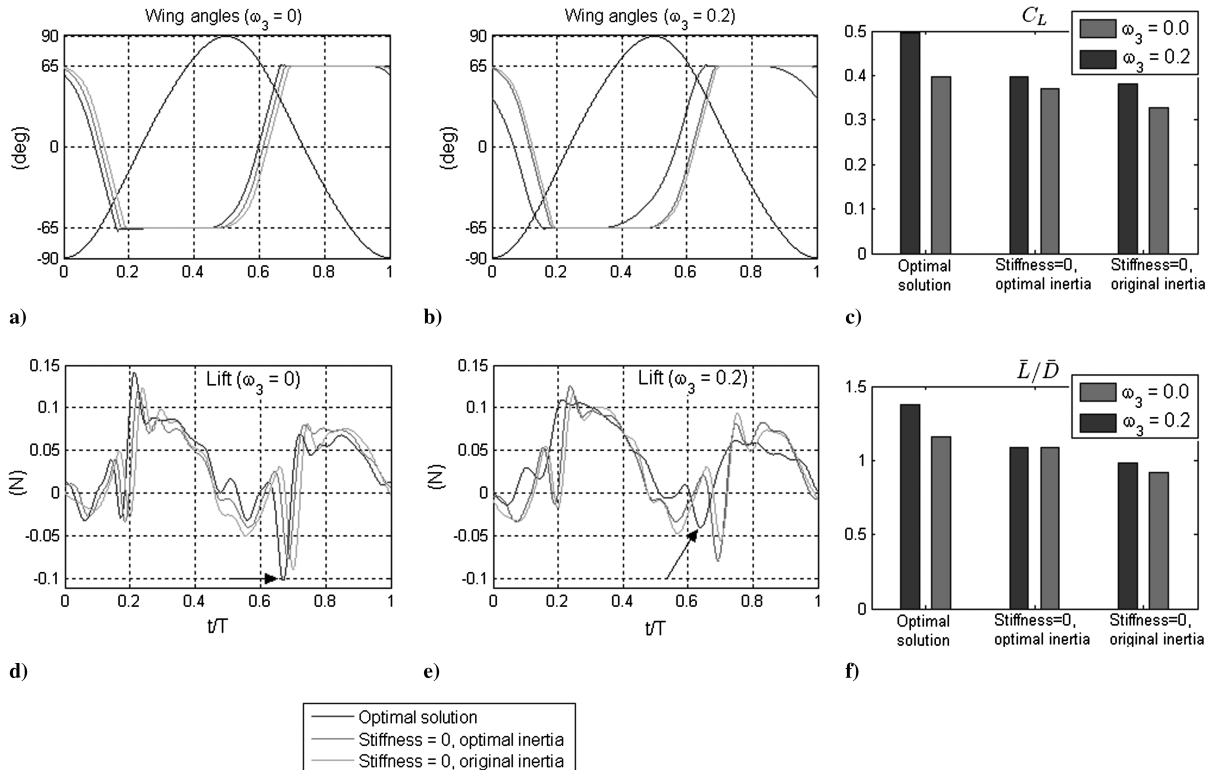 Wing angles (ω3 = 0)
90
65
0
-65
-90
(deg)
0
0.2
0.4
0.6
0.8
1
a)
Wing angles (ω3 = 0.2)
90
65
0
-65
-90
(deg)
0
0.2
0.4
0.6
0.8
1
b)
C_L
0.5
0.4
0.3
0.2
0.1
0
ω3 = 0.0
ω3 = 0.2
Optimal
solution
Stiffness=0,
optimal inertia
Stiffness=0,
original inertia
c)
Lift (ω3 = 0)
0.15
0.1
0.05
0
-0.05
-0.1
(N)
0
0.2
0.4
0.6
0.8
1
t/T
d)
Lift (ω3 = 0.2)
0.15
0.1
0.05
0
-0.05
-0.1
(N)
0
0.2
0.4
0.6
0.8
1
t/T
e)
L̄/D̄
1.5
1
0.5
0
ω3 = 0.0
ω3 = 0.2
Optimal
solution
Stiffness=0,
optimal inertia
Stiffness=0,
original inertia
f)
Optimal solution
Stiffness = 0, optimal inertia
Stiffness = 0, original inertia